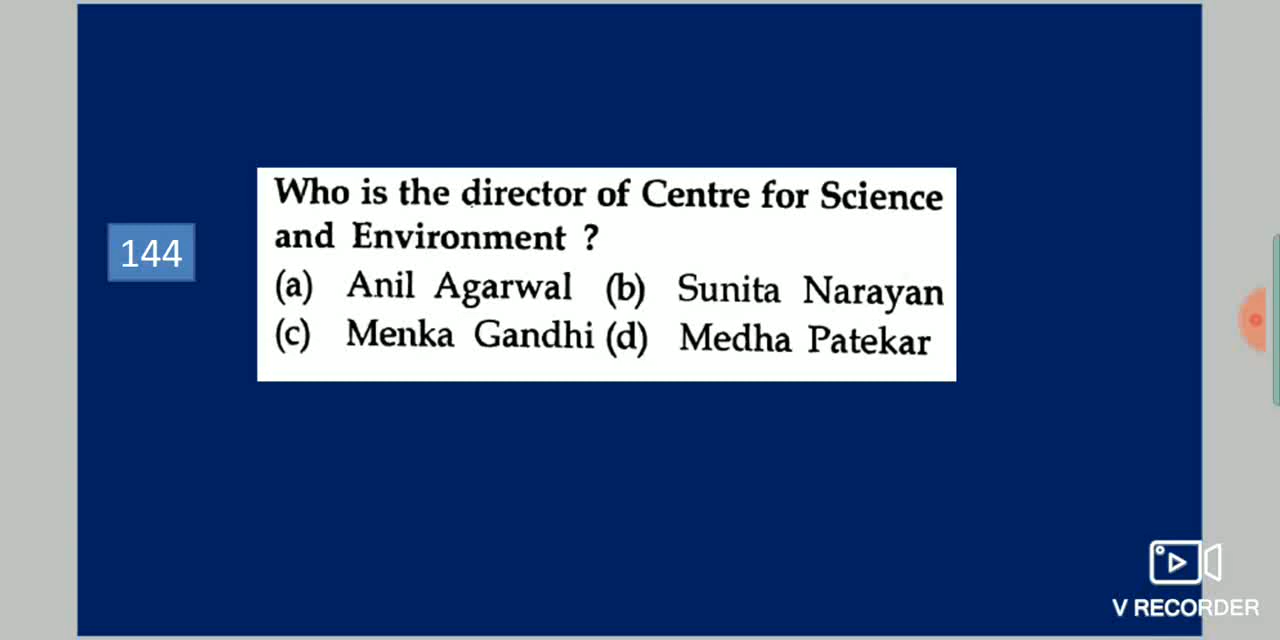 144
Who is the director of Centre for Science
and Environment ?
(a) Anil Agarwal (b) Sunita Narayan
(c) Menka Gandhi (d) Medha Patekar
V RECORDER